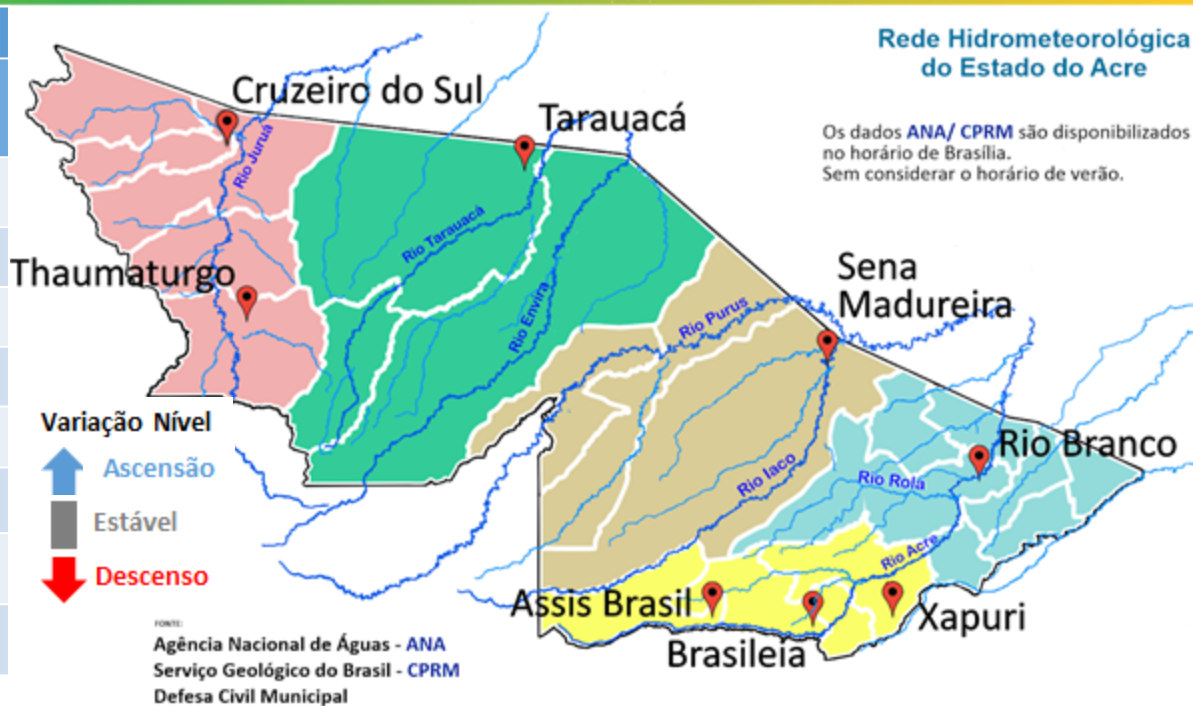 Rede Hidrometeorológica
do Estado do Acre
Os dados ANA/ CPRM são disponibilizados
no horário de Brasília.
Sem considerar o horário de verão.
Cruzeiro do Sul
Tarauacá
Rio Juruá
Rio Tarauacá
Thaumaturgo
Rio Envira
Sena
Madureira
Rio Purus
Variação Nível
Ascensão
Estável
Descenso
Rio Branco
Rio Iaco
Rio Rola
Rio Acre
Assis Brasil
Xapuri
Brasileia
FONTE:
Agência Nacional de Águas - ANA
Serviço Geológico do Brasil - CPRM
Defesa Civil Municipal